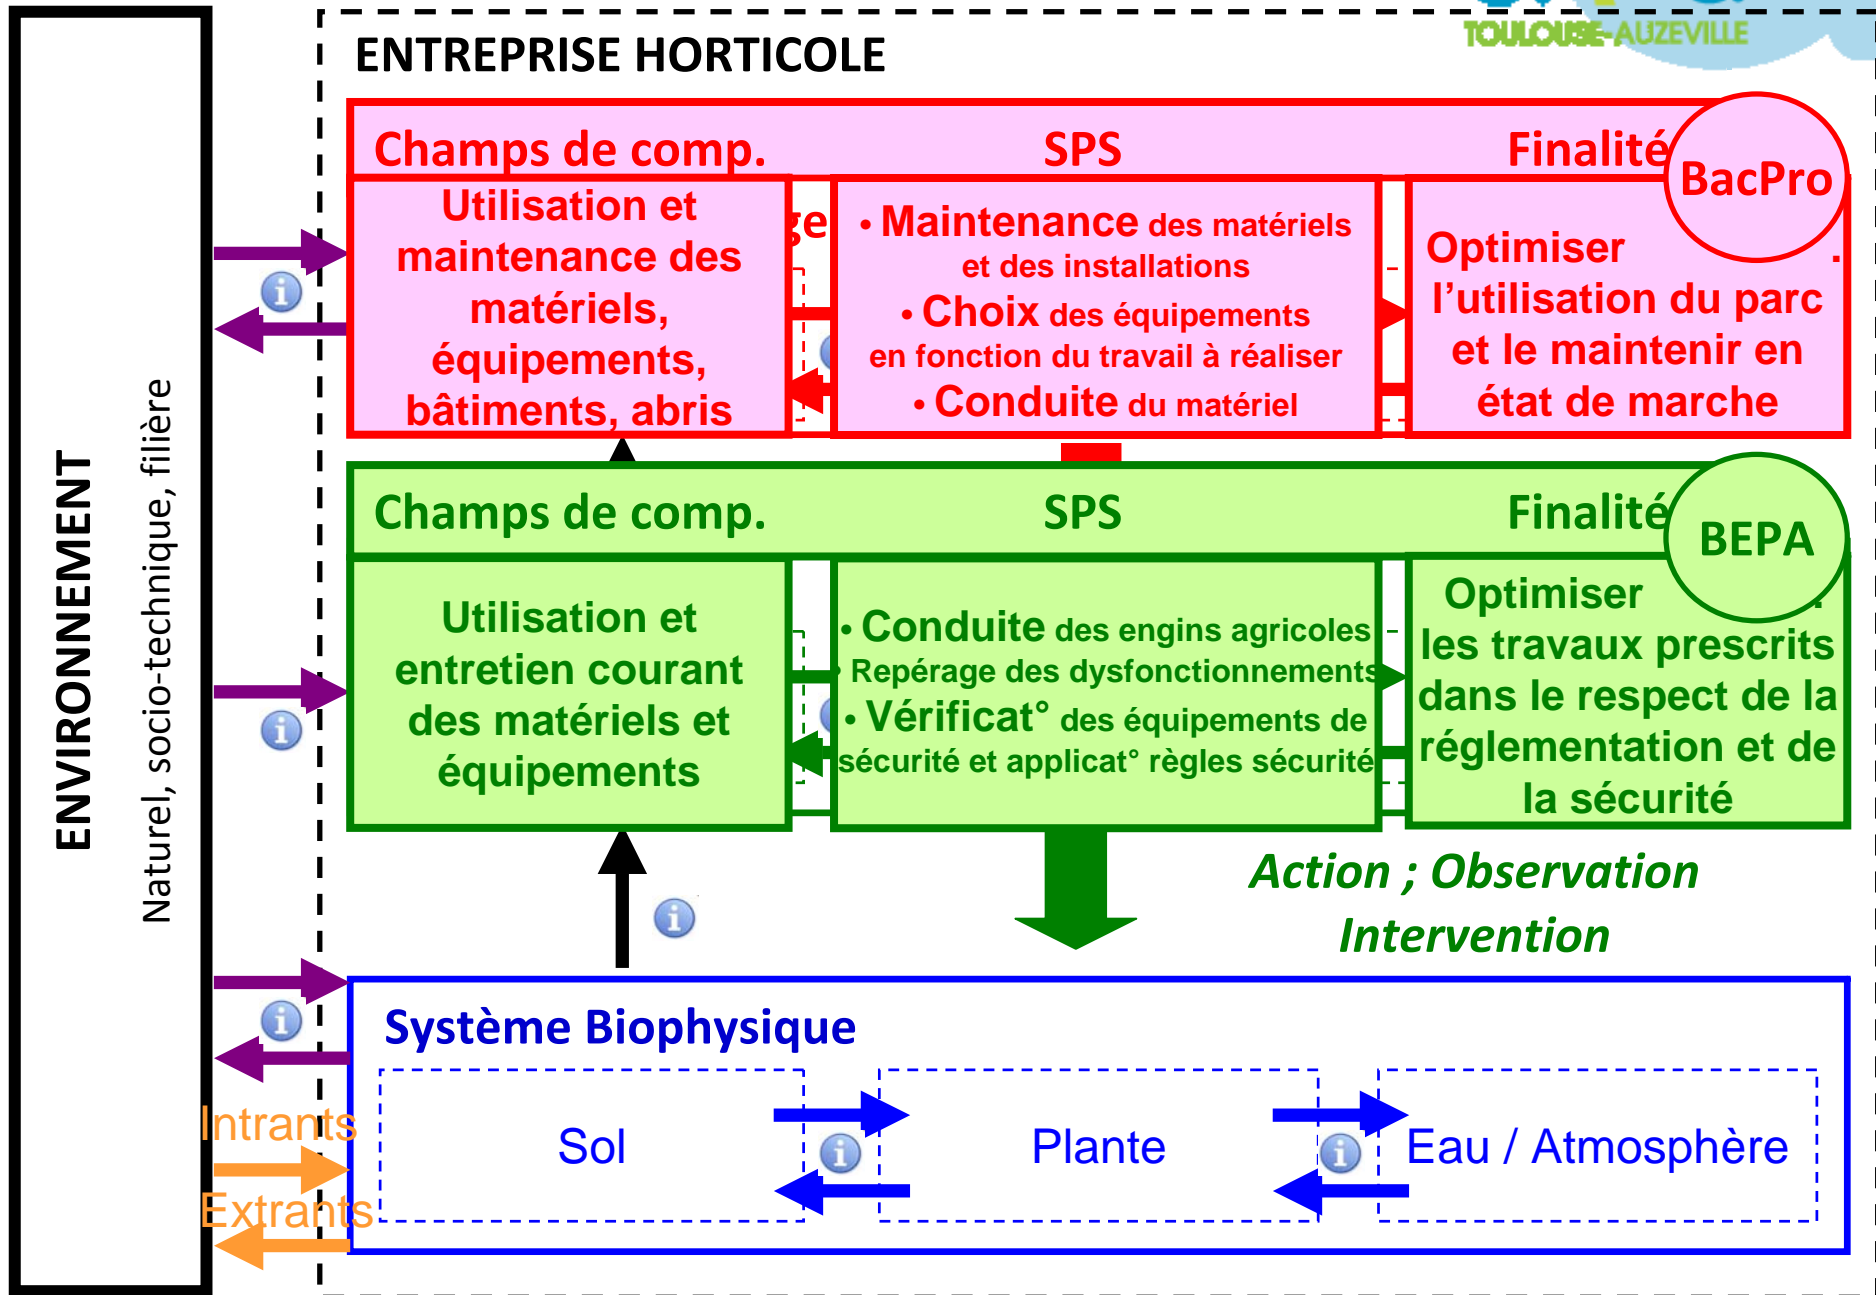 TOULOUSE-AUZEVILLE
ENTREPRISE HORTICOLE
Champs de comp.
SPS
Finalité
BacPro
Utilisation et
maintenance des
matériels,
équipements,
bâtiments, abris
ge
• Maintenance des matériels
et des installations
• Choix des équipements
en fonction du travail à réaliser
• Conduite du matériel
Optimiser .
l'utilisation du parc
et le maintenir en
état de marche
Champs de comp.
SPS
Finalité
BEPA
Utilisation et
entretien courant
des matériels et
équipements
• Conduite des engins agricoles
• Repérage des dysfonctionnements
• Vérificat° des équipements de
sécurité et applicat° règles sécurité
Optimiser .
les travaux prescrits
dans le respect de la
réglementation et de
la sécurité
Action ; Observation
Intervention
ENVIRONNEMENT
Naturel, socio-technique, filière
Système Biophysique
Sol
Plante
Eau / Atmosphère
Intrants
Extrants